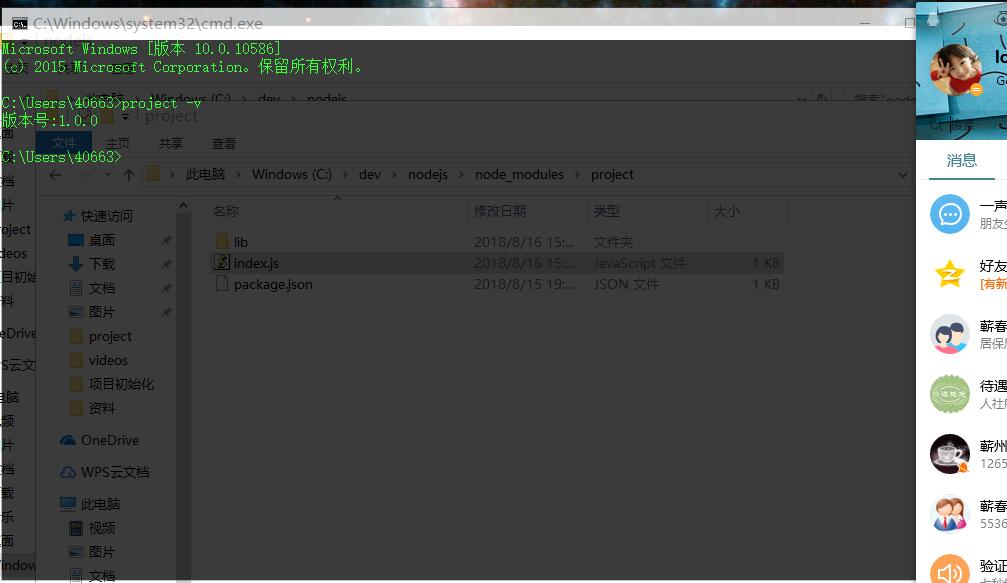 C:\Windows\system32\cmd.exe
Microsoft Windows [版本 10.0.10586]
(c) 2015 Microsoft Corporation。保留所有权利。
C:\Users\40663>project -v
版本号:1.0.0
C:\Users\40663>
此电脑 Windows (C:) dev nodejs
project
文件 主页 共享 查看
此电脑 Windows (C:) dev nodejs node_modules project
名称 修改日期 类型 大小
lib 2018/8/16 15:... 文件夹
index.js 2018/8/16 15:... JavaScript 文件 1 KB
package.json 2018/8/15 19:... JSON 文件 1 KB
快速访问
桌面
下载
文档
图片
project
videos
项目初始化
资料
OneDrive
WPS云文档
此电脑
视频
图片
文档
消息
一声
朋友
好友
[有新
蕲春
居保
待遇
人社
蕲州
1265
蕲春
5536
验证